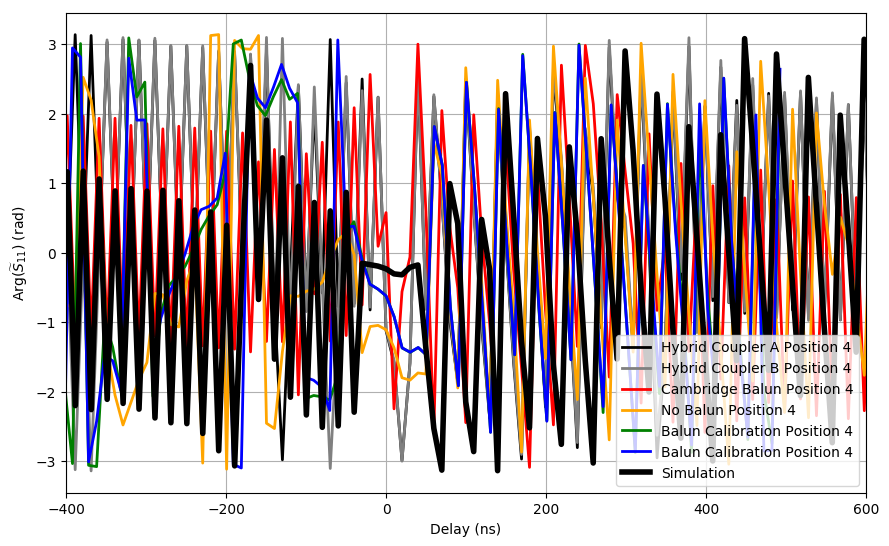 3
2
1
0
−1
−2
−3
Arg(S̃₁₁) (rad)
−400
−200
0
200
400
600
Delay (ns)
Hybrid Coupler A Position 4
Hybrid Coupler B Position 4
Cambridge Balun Position 4
No Balun Position 4
Balun Calibration Position 4
Balun Calibration Position 4
Simulation